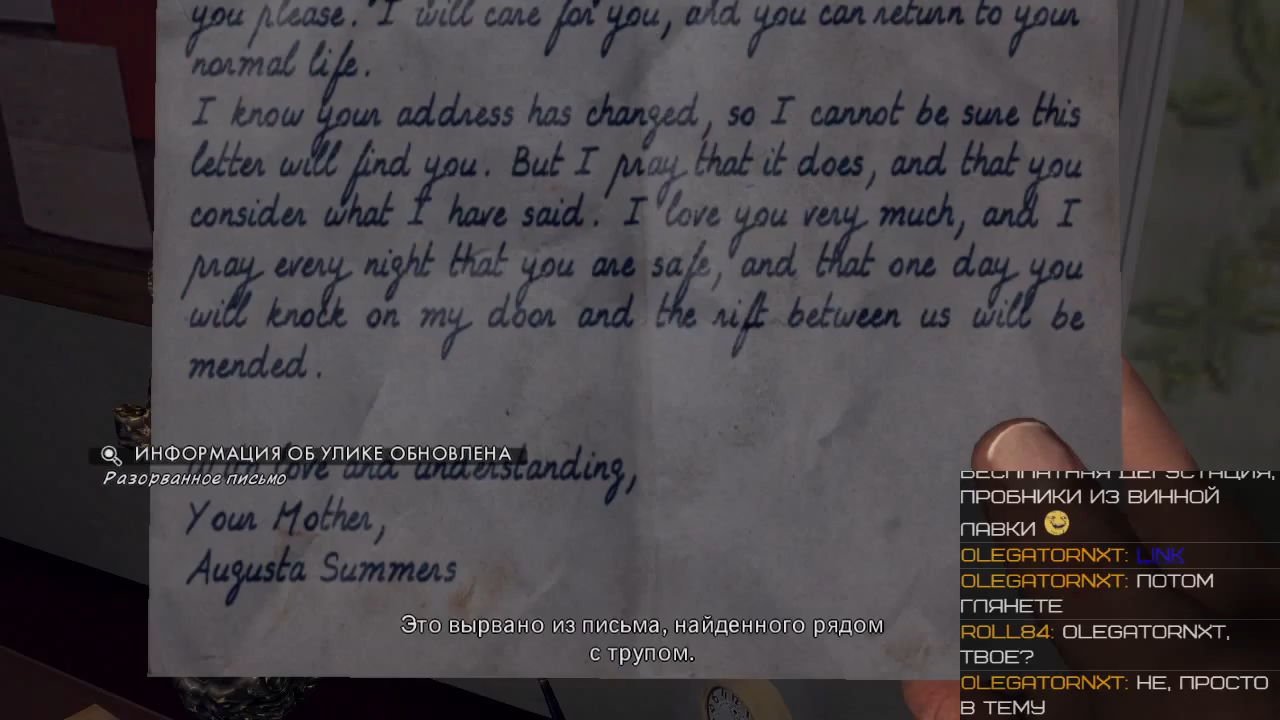 you please. I will care for you, and you can return to your
normal life.
I know your address has changed, so I cannot be sure this
letter will find you. But I pray that it does, and that you
consider what I have said. I love you very much, and I
pray every night that you are safe, and that one day you
will knock on my door and the rift between us will be
mended.
ИНФОРМАЦИЯ ОБ УЛИКЕ ОБНОВЛЕНА
Разорванное письмо
love and understanding,
Your Mother,
Augusta Summers
Это вырвано из письма, найденного рядом
с трупом.
БЕСПЛАТНАЯ ДЕГУСТАЦИЯ,
ПРОБНИКИ ИЗ ВИННОЙ
ЛАВКИ
OLEGATORNXT: LINK
OLEGATORNXT: ПОТОМ
ГЛЯНЕТЕ
ROLL84: OLEGATORNXT,
ТВОЕ?
OLEGATORNXT: НЕ, ПРОСТО
В ТЕМУ